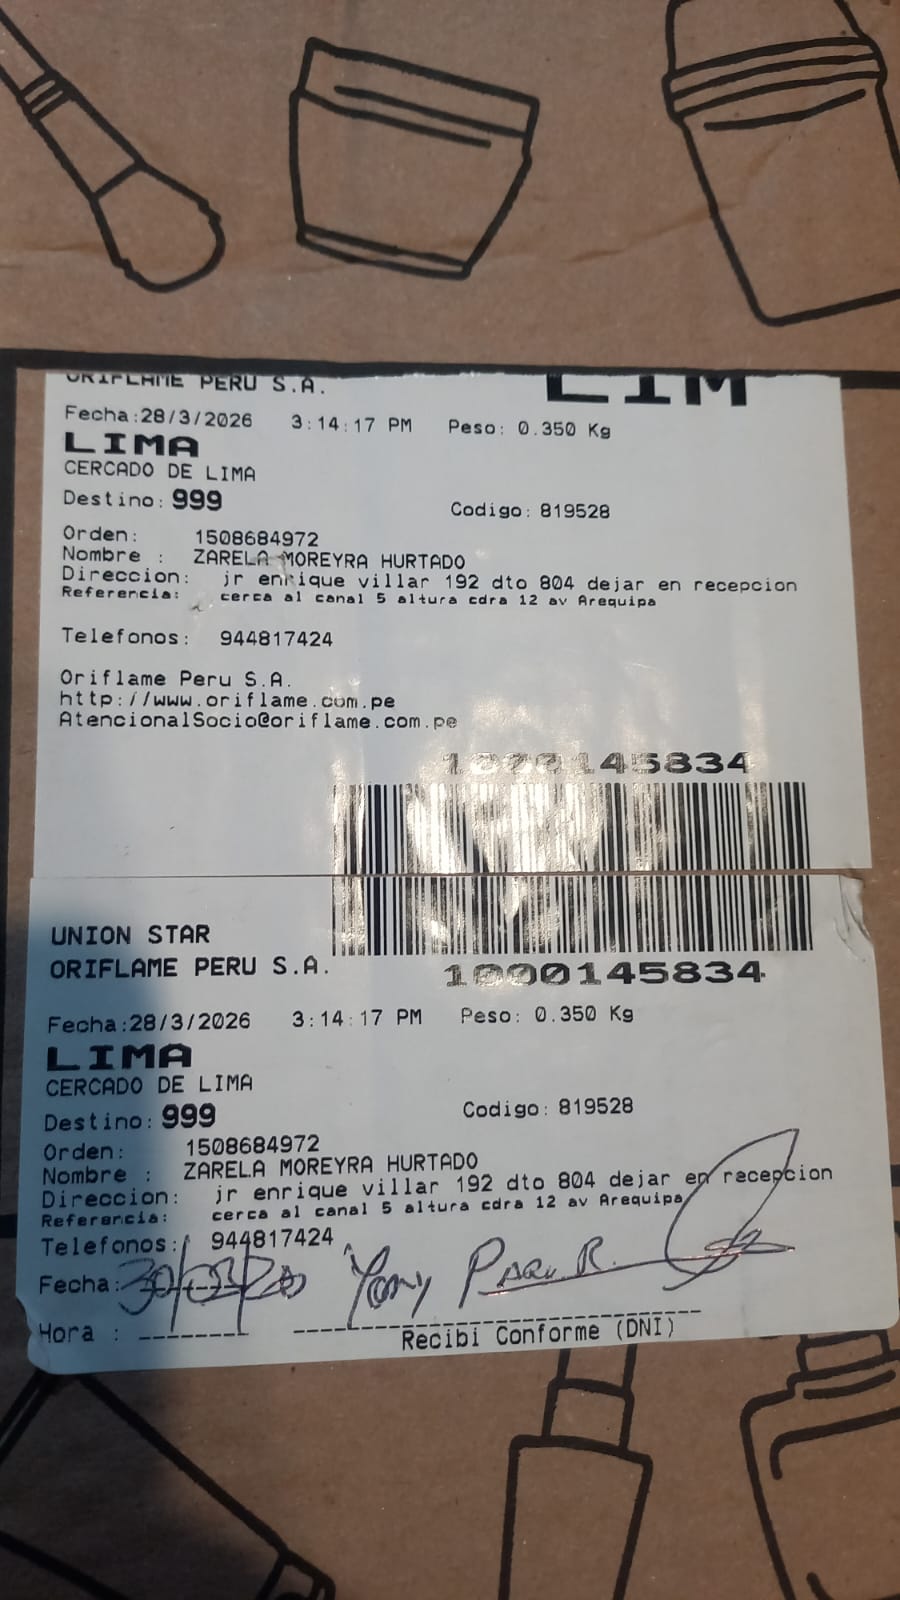 ORIFLAME PERU S.A. LIM
Fecha:28/3/2026 3:14:17 PM Peso: 0.350 Kg
LIMA
CERCADO DE LIMA
Destino: 999 Codigo: 819528
Orden: 1508684972
Nombre : ZARELA MOREYRA HURTADO
Direccion: jr enrique villar 192 dto 804 dejar en recepcion
Referencia: cerca al canal 5 altura cdra 12 av Arequipa
Telefonos: 944817424
Oriflame Peru S.A.
http://www.oriflame.com.pe
AtencionalSocio@oriflame.com.pe
1000145834
UNION STAR
ORIFLAME PERU S.A. 1000145834
Fecha:28/3/2026 3:14:17 PM Peso: 0.350 Kg
LIMA
CERCADO DE LIMA
Destino: 999 Codigo: 819528
Orden: 1508684972
Nombre : ZARELA MOREYRA HURTADO
Direccion: jr enrique villar 192 dto 804 dejar en recepcion
Referencia: cerca al canal 5 altura cdra 12 av Arequipa
Telefonos: 944817424
Fecha: 30/03/20 Yony
Hora :
Recibi Conforme (DNI)